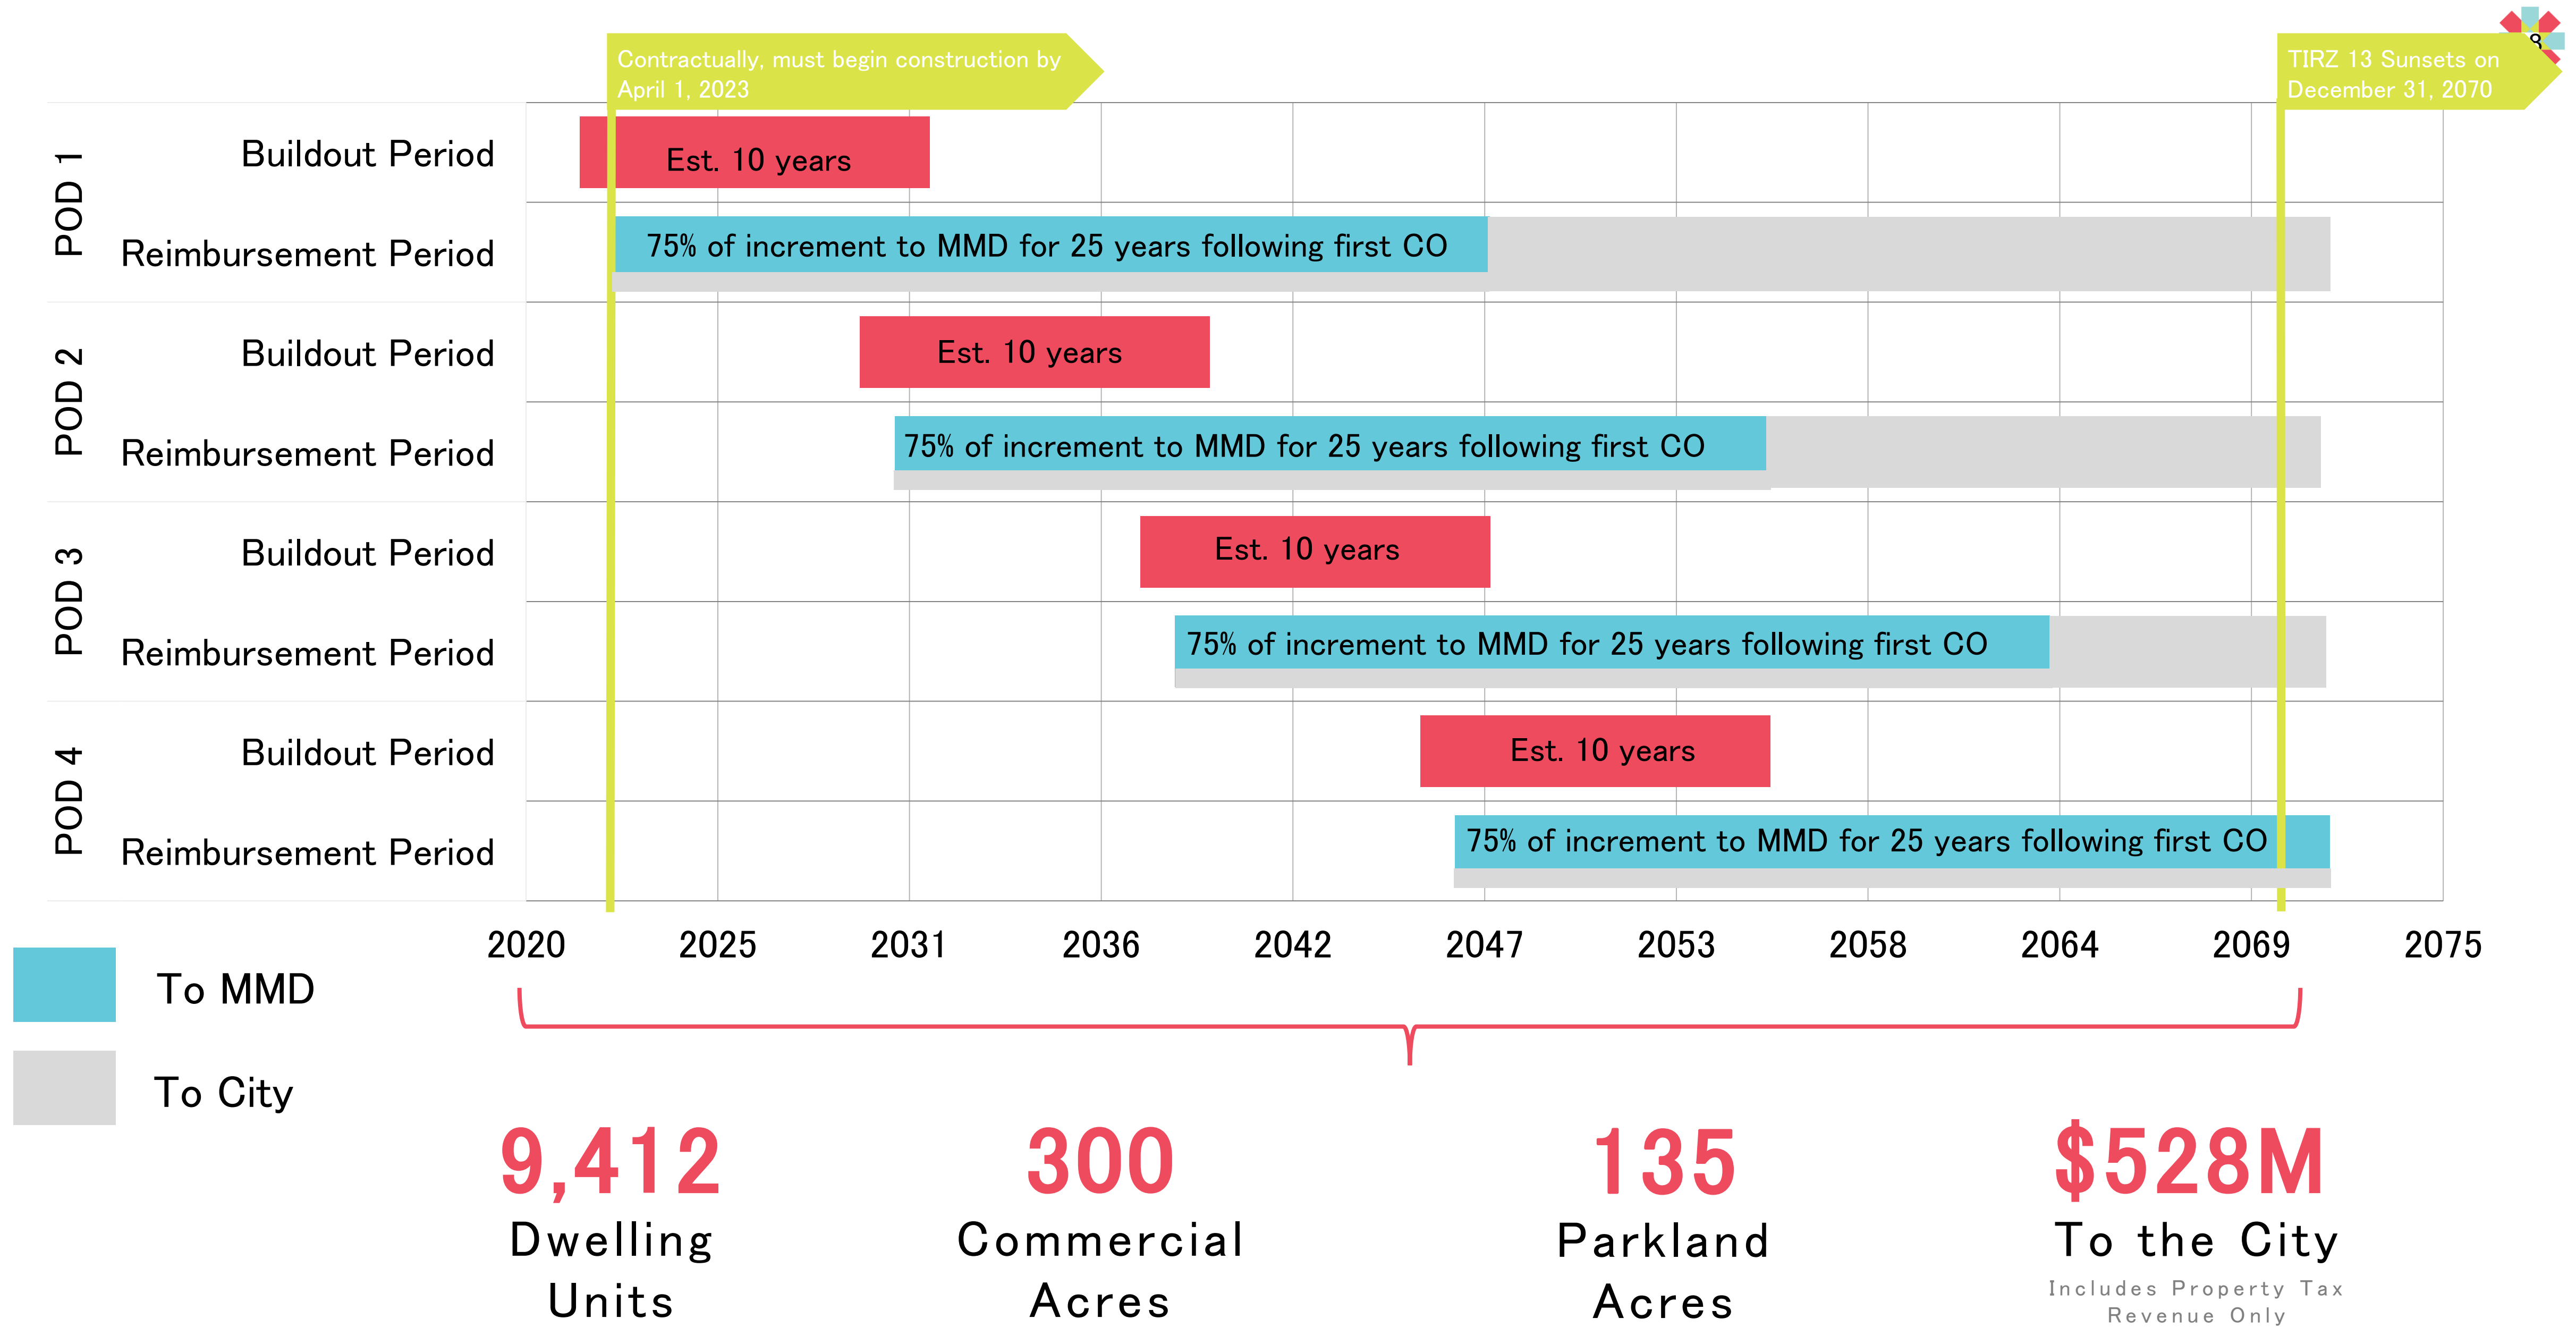 8
Contractually, must begin construction by
April 1, 2023
TIRZ 13 Sunsets on
December 31, 2070
POD 1
Buildout Period
Est. 10 years
Reimbursement Period
75% of increment to MMD for 25 years following first CO
POD 2
Buildout Period
Est. 10 years
Reimbursement Period
75% of increment to MMD for 25 years following first CO
POD 3
Buildout Period
Est. 10 years
Reimbursement Period
75% of increment to MMD for 25 years following first CO
POD 4
Buildout Period
Est. 10 years
Reimbursement Period
75% of increment to MMD for 25 years following first CO
2020 2025 2031 2036 2042 2047 2053 2058 2064 2069 2075
To MMD
To City
9,412
Dwelling
Units
300
Commercial
Acres
135
Parkland
Acres
$528M
To the City
Includes Property Tax
Revenue Only